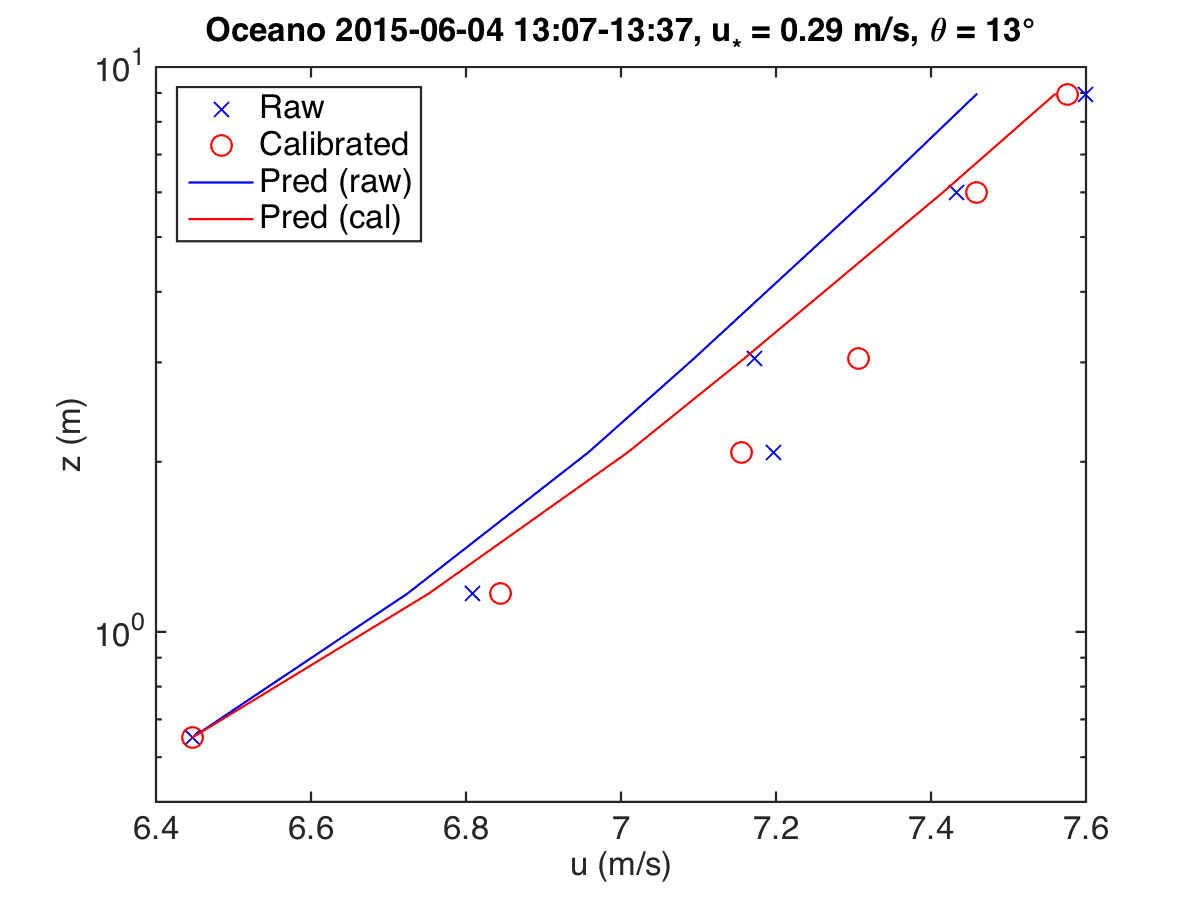 Oceano 2015-06-04 13:07-13:37, u* = 0.29 m/s, θ = 13°
10¹
Raw
Calibrated
Pred (raw)
Pred (cal)
z (m)
10⁰
6.4 6.6 6.8 7 7.2 7.4 7.6
u (m/s)